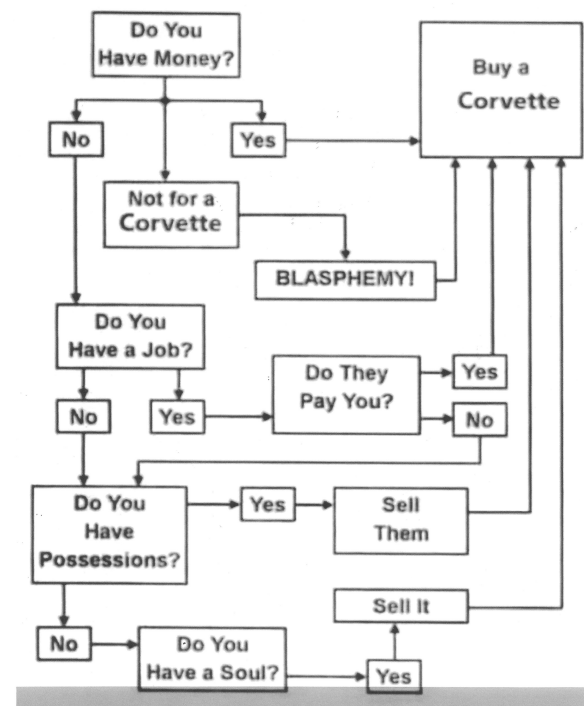 Do You
Have Money?
Buy a
Corvette
No
Yes
Not for a
Corvette
BLASPHEMY!
Do You
Have a Job?
Do They
Pay You?
Yes
No
Yes
No
Do You
Have
Possessions?
Yes
Sell
Them
Sell It
No
Do You
Have a Soul?
Yes